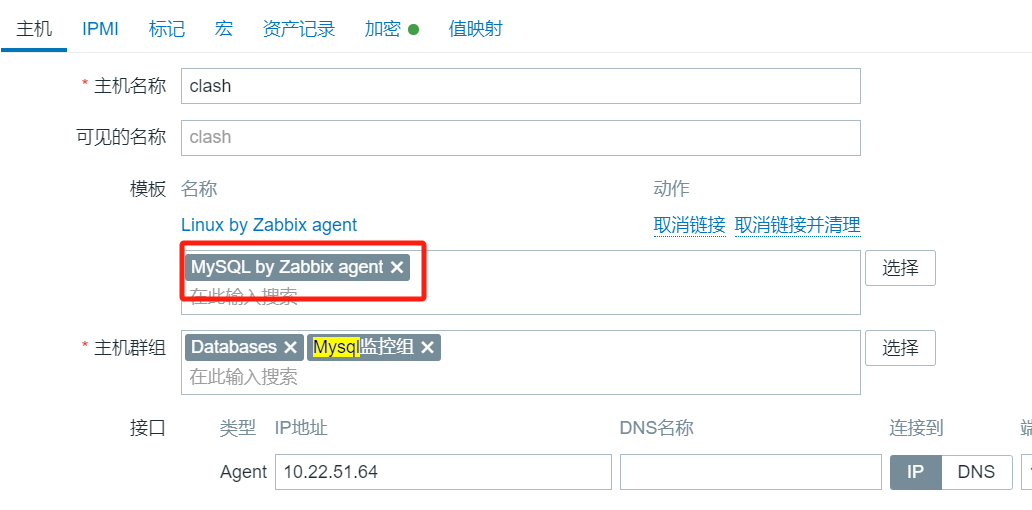 主机 IPMI 标记 宏 资产记录 加密 值映射
* 主机名称 clash
可见的名称 clash
模板 名称 动作
Linux by Zabbix agent 取消链接 取消链接并清理
MySQL by Zabbix agent × 选择
在此输入搜索
* 主机群组 Databases × Mysql监控组 × 选择
在此输入搜索
接口 类型 IP地址 DNS名称 连接到
Agent 10.22.51.64 IP DNS